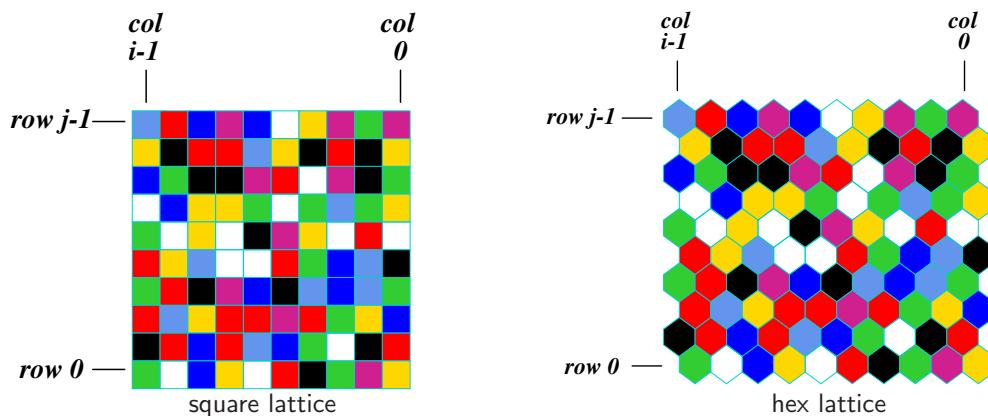 col
i-1
col
0
row j-1
row 0
square lattice
col
i-1
col
0
row j-1
row 0
hex lattice